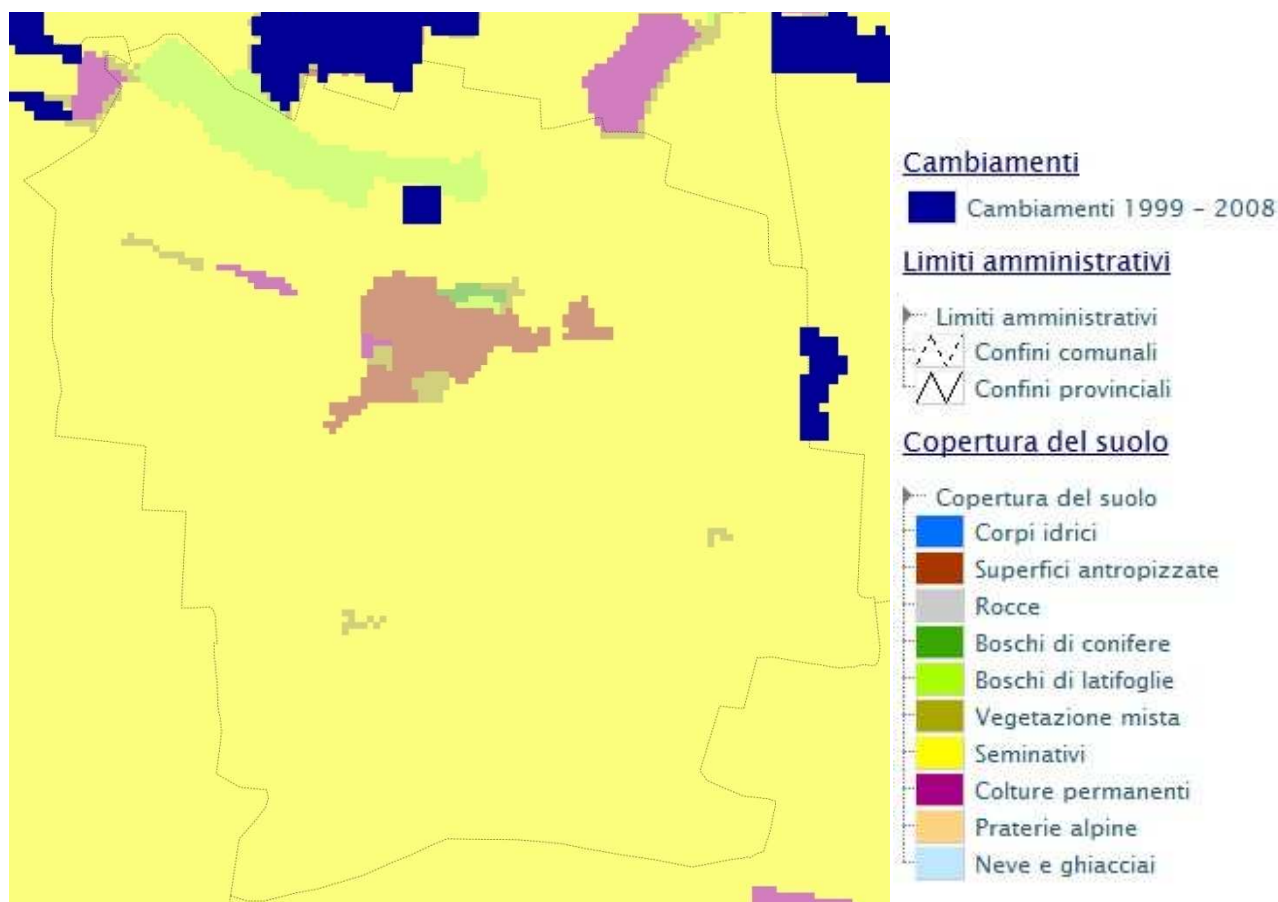 Cambiamenti
Cambiamenti 1999 - 2008
Limiti amministrativi
Limiti amministrativi
Confini comunali
Confini provinciali
Copertura del suolo
Copertura del suolo
Corpi idrici
Superfici antropizzate
Rocce
Boschi di conifere
Boschi di latifoglie
Vegetazione mista
Seminativi
Colture permanenti
Praterie alpine
Neve e ghiacciai